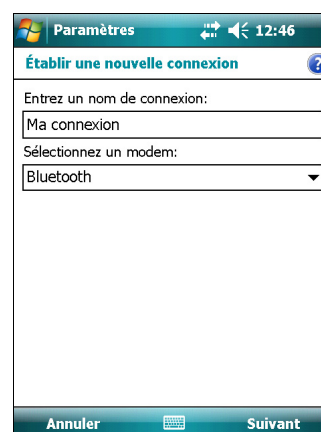 Paramètres 12:46
Établir une nouvelle connexion ?
Entrez un nom de connexion:
Ma connexion
Sélectionnez un modem:
Bluetooth
Annuler Suivant